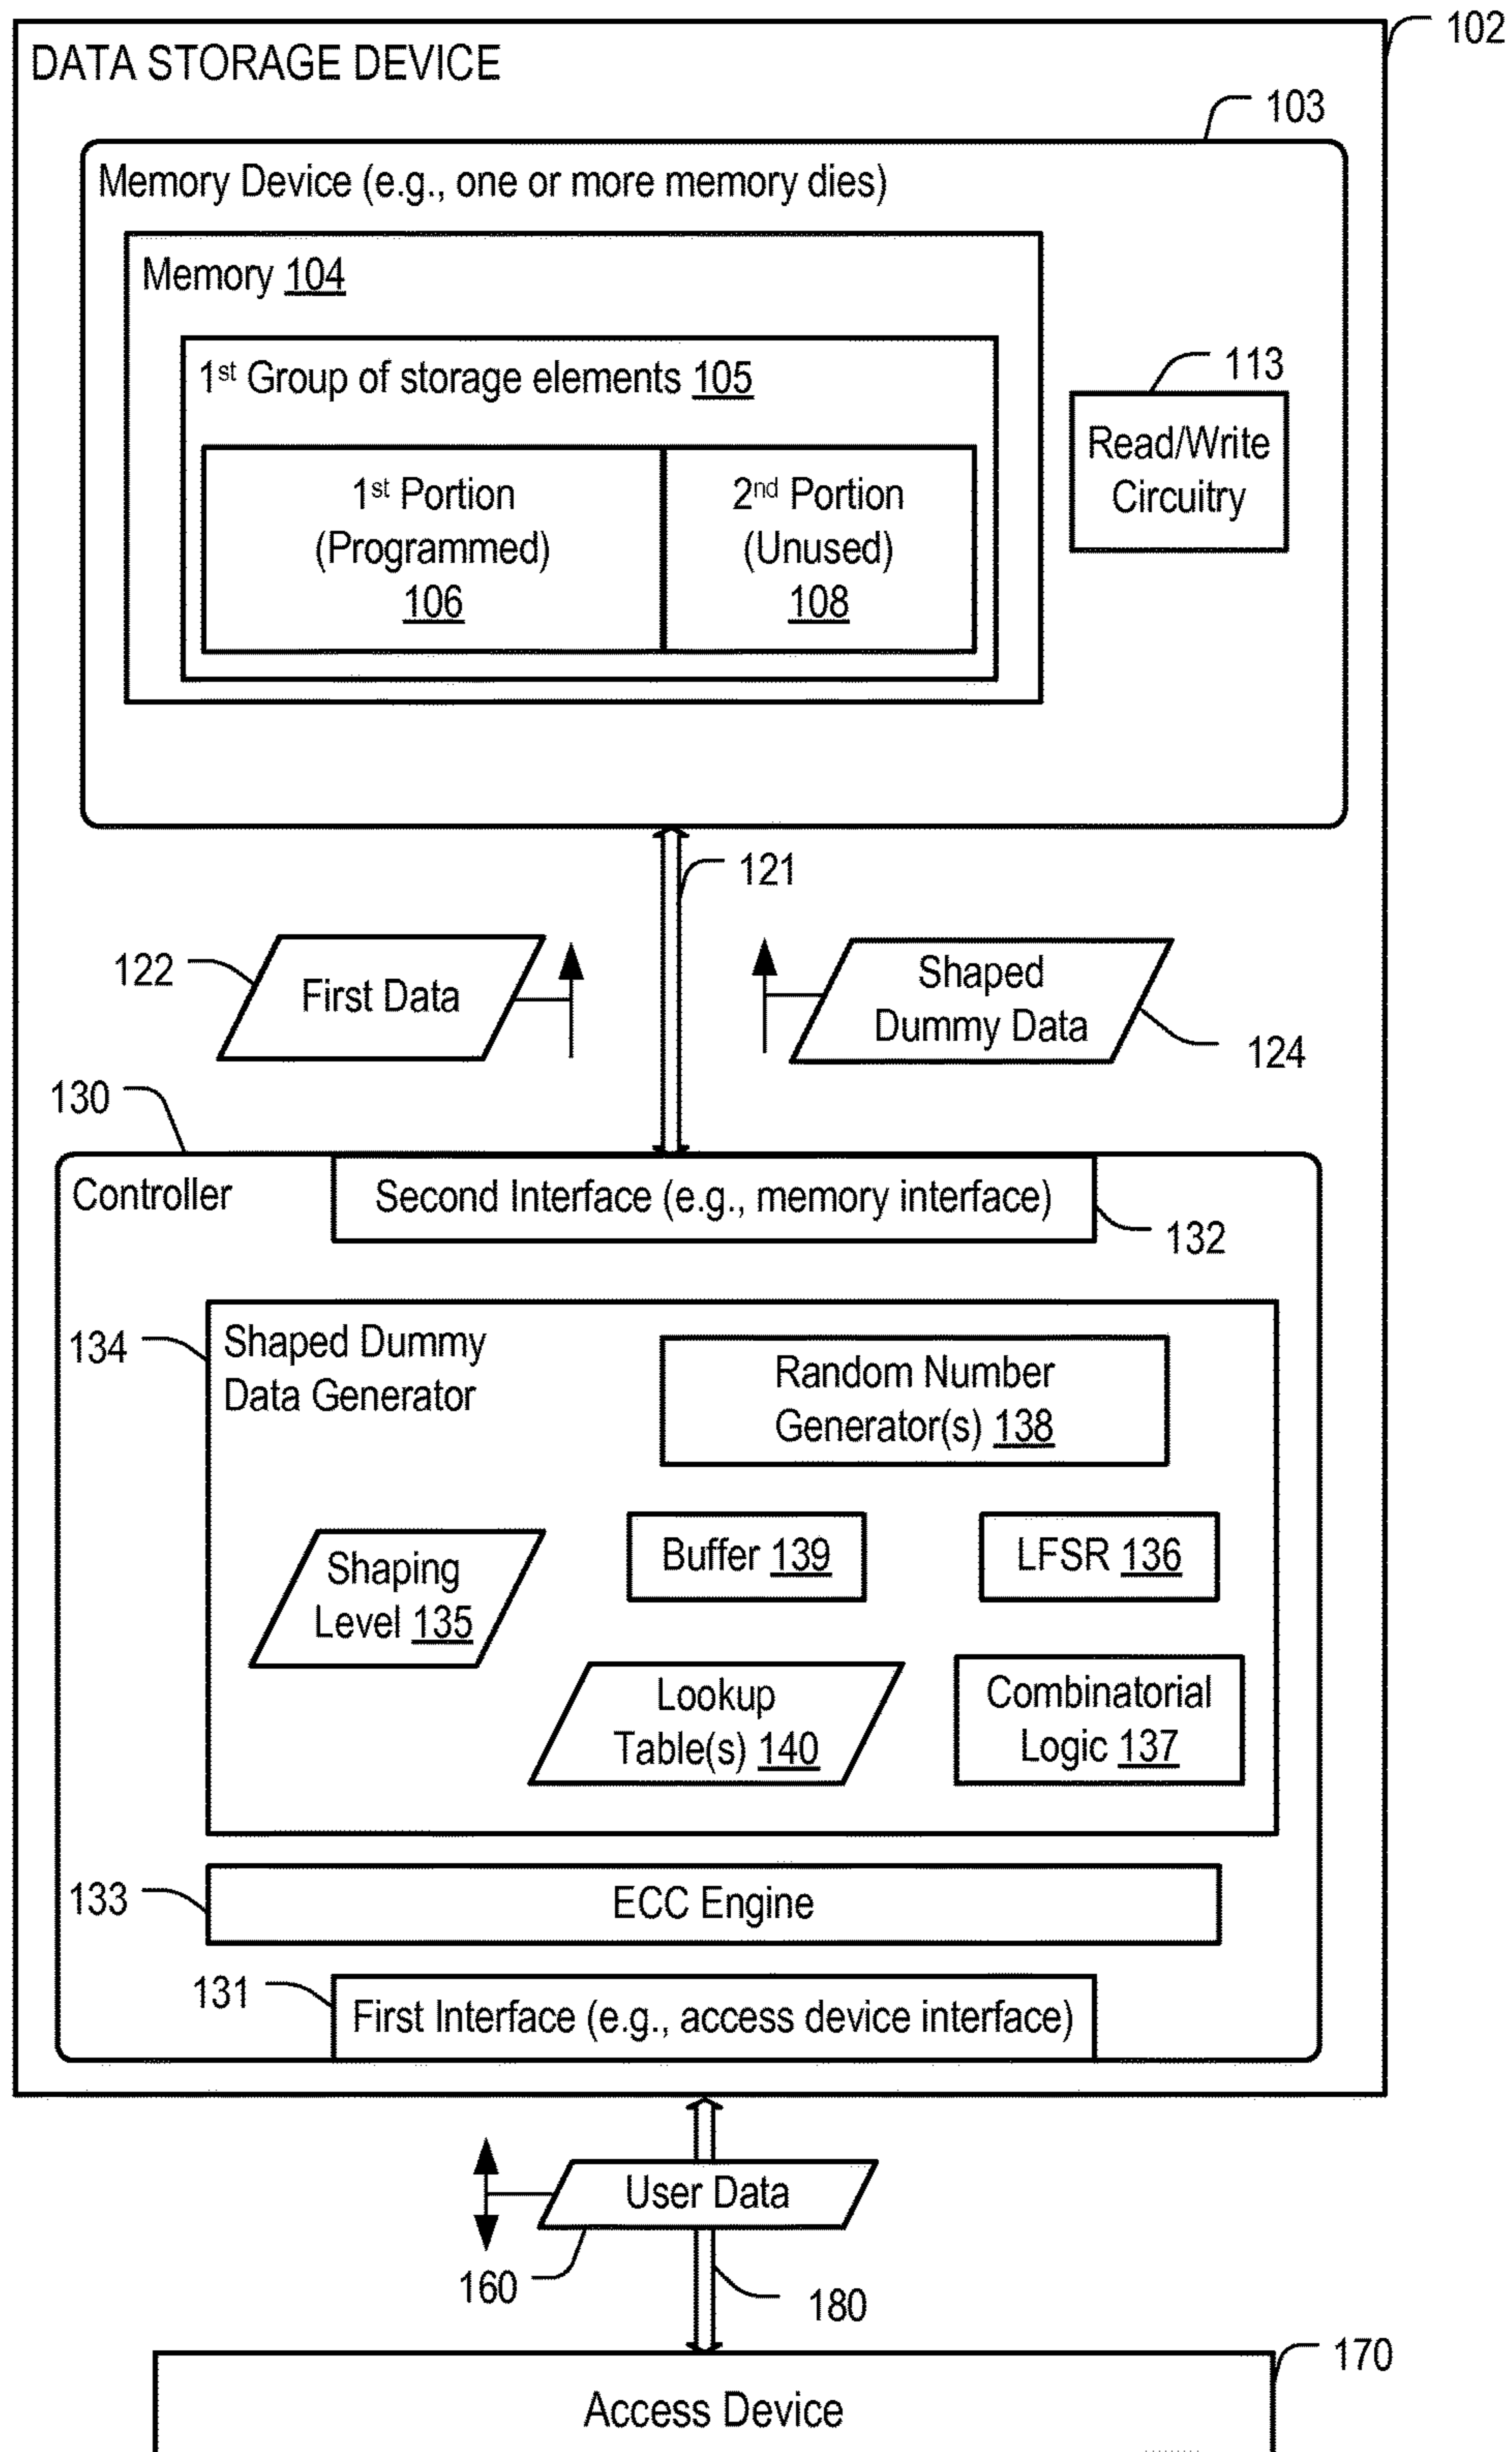 102
DATA STORAGE DEVICE
103
Memory Device (e.g., one or more memory dies)
Memory 104
1st Group of storage elements 105
113
Read/Write
Circuitry
1st Portion
(Programmed)
106
2nd Portion
(Unused)
108
121
122
First Data
Shaped
Dummy Data
124
130
Controller
Second Interface (e.g., memory interface)
132
134
Shaped Dummy
Data Generator
Random Number
Generator(s) 138
Shaping
Level 135
Buffer 139
LFSR 136
Lookup
Table(s) 140
Combinatorial
Logic 137
133
ECC Engine
131
First Interface (e.g., access device interface)
User Data
160
180
170
Access Device